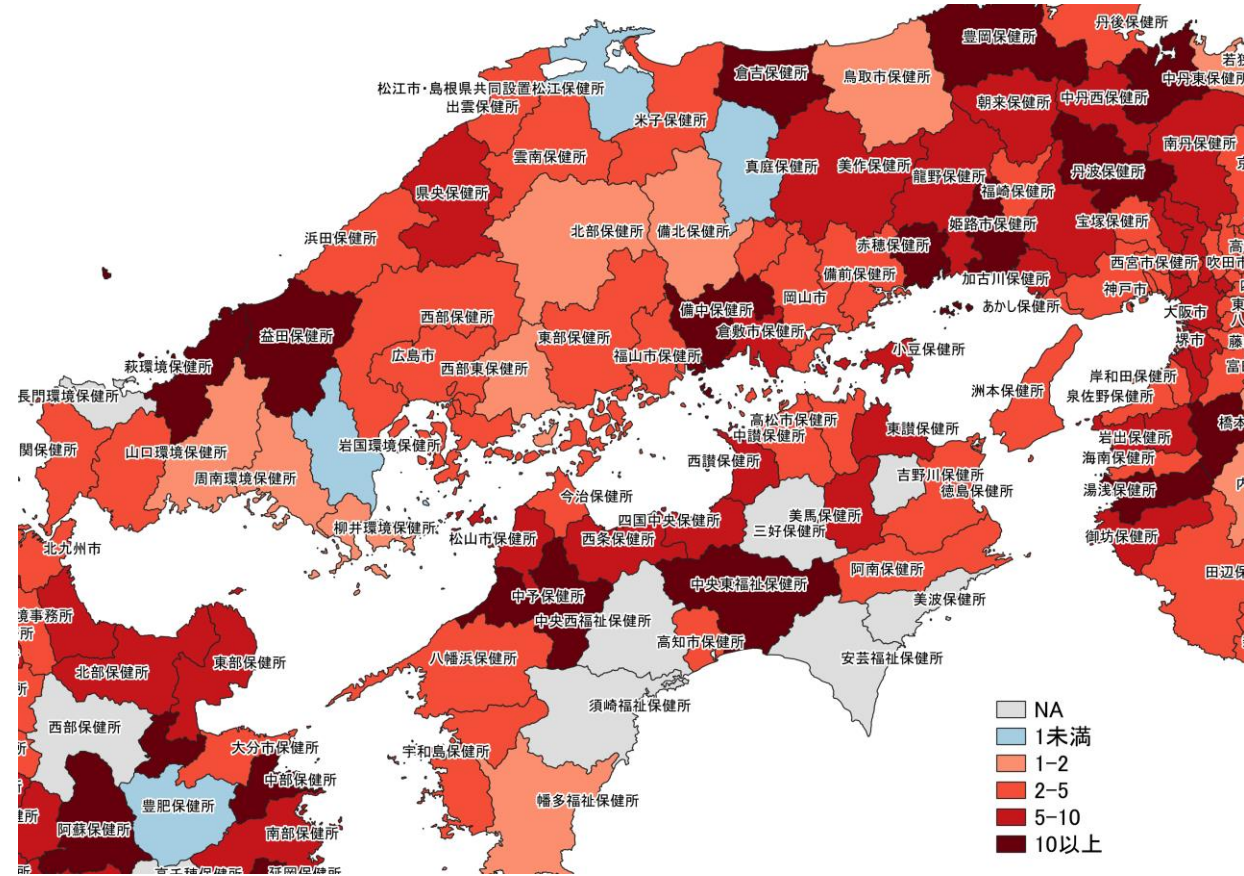 丹後保健所
豊岡保健所
若狭
倉吉保健所
鳥取市保健所
中丹東保健所
松江市・島根県共同設置松江保健所
朝来保健所
中丹西保健所
出雲保健所
米子保健所
南丹保健所
雲南保健所
真庭保健所
美作保健所
龍野保健所
丹波保健所
県央保健所
福崎保健所
浜田保健所
北部保健所
備北保健所
赤穂保健所
姫路市保健所
宝塚保健所
備前保健所
加古川保健所
西宮市保健所
吹田市
西部保健所
備中保健所
岡山市
あかし保健所
神戸市
大阪市
益田保健所
広島市
東部保健所
倉敷市保健所
堺市
萩環境保健所
西部東保健所
福山市保健所
小豆保健所
長門環境保健所
洲本保健所
岸和田保健所
泉佐野保健所
関保健所
山口環境保健所
岩国環境保健所
高松市保健所
中讃保健所
東讃保健所
橋本
周南環境保健所
西讃保健所
吉野川保健所
徳島保健所
岩出保健所
海南保健所
今治保健所
湯浅保健所
柳井環境保健所
松山市保健所
四国中央保健所
西条保健所
美馬保健所
三好保健所
御坊保健所
北九州市
阿南保健所
田辺保
中予保健所
中央東福祉保健所
美波保健所
境事務所
中央西福祉保健所
高知市保健所
安芸福祉保健所
北部保健所
東部保健所
八幡浜保健所
須崎福祉保健所
西部保健所
大分市保健所
宇和島保健所
中部保健所
幡多福祉保健所
豊肥保健所
阿蘇保健所
南部保健所
高千穂保健所
延岡保健所
NA
1未満
1-2
2-5
5-10
10以上